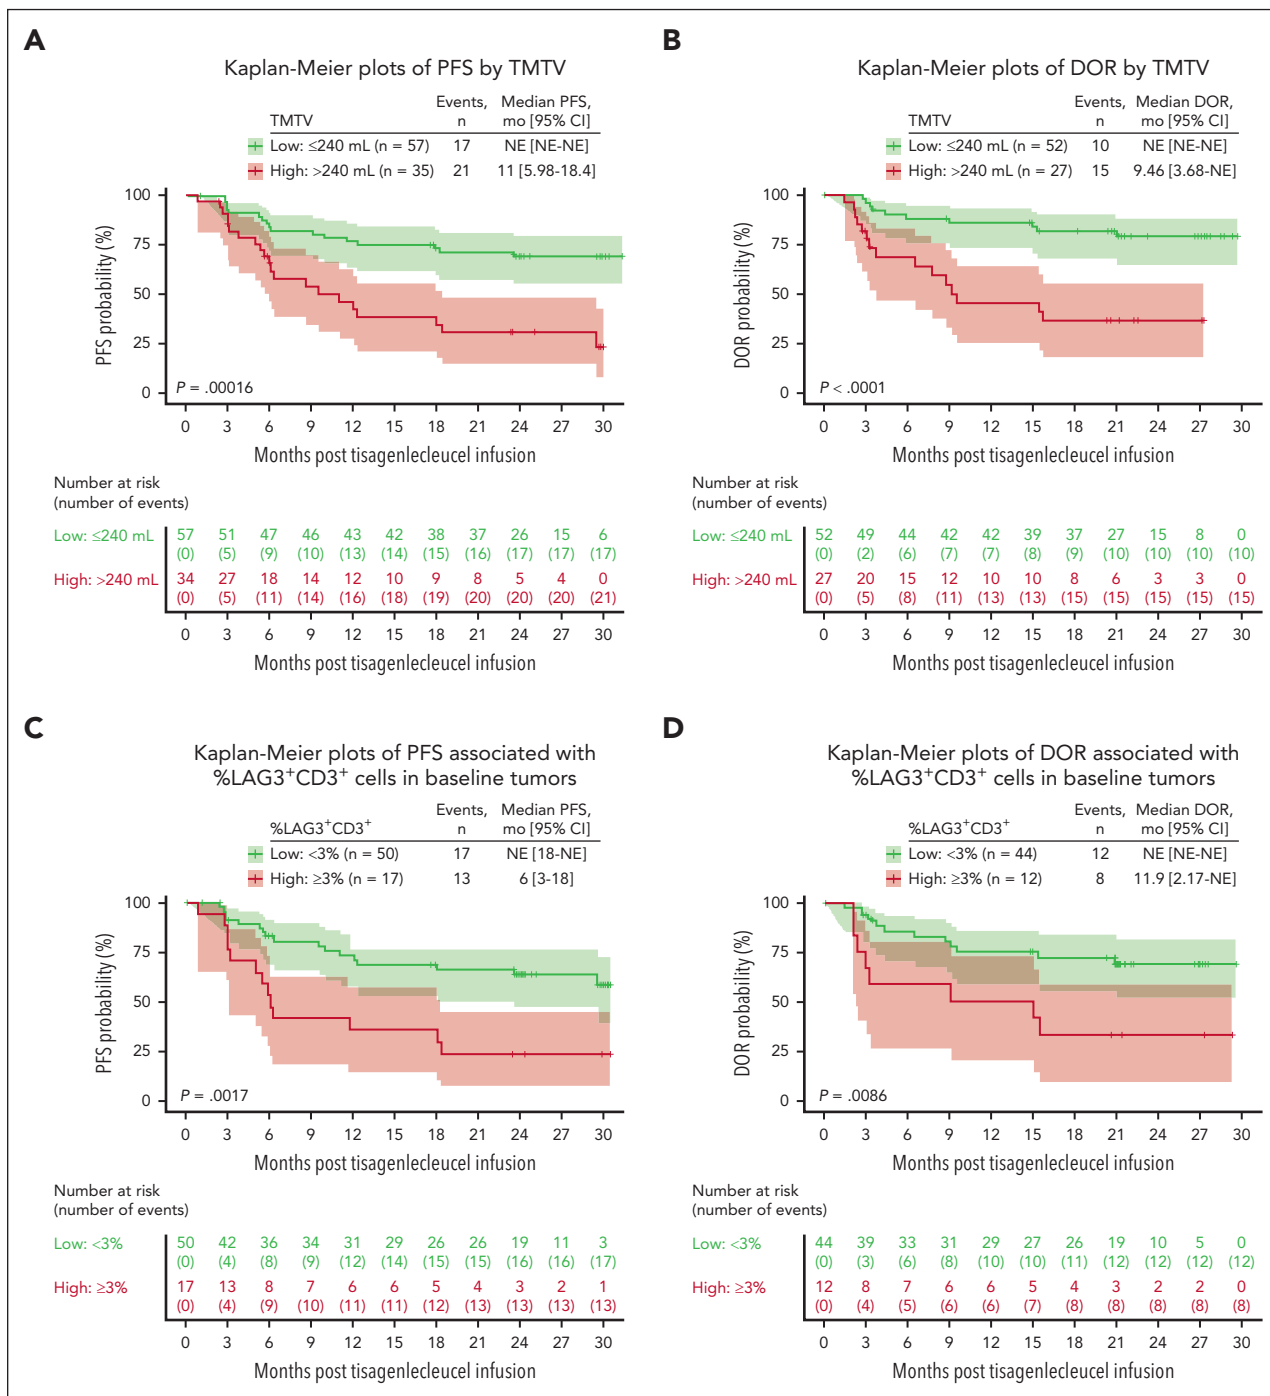 A
Kaplan-Meier plots of PFS by TMTV
Events, Median PFS,
TMTV n mo [95% CI]
Low: ≤240 mL (n = 57) 17 NE [NE-NE]
High: >240 mL (n = 35) 21 11 [5.98-18.4]
PFS probability (%)
100
75
50
25
0
P = .00016
0 3 6 9 12 15 18 21 24 27 30
Months post tisagenlecleucel infusion
Number at risk
(number of events)
Low: ≤240 mL 57 51 47 46 43 42 38 37 26 15 6
(0) (5) (9) (10) (13) (14) (15) (16) (17) (17) (17)
High: >240 mL 34 27 18 14 12 10 9 8 5 4 0
(0) (5) (11) (14) (16) (18) (19) (20) (20) (20) (21)
0 3 6 9 12 15 18 21 24 27 30
Months post tisagenlecleucel infusion
B
Kaplan-Meier plots of DOR by TMTV
Events, Median DOR,
TMTV n mo [95% CI]
Low: ≤240 mL (n = 52) 10 NE [NE-NE]
High: >240 mL (n = 27) 15 9.46 [3.68-NE]
DOR probability (%)
100
75
50
25
0
P < .0001
0 3 6 9 12 15 18 21 24 27 30
Months post tisagenlecleucel infusion
Number at risk
(number of events)
Low: ≤240 mL 52 49 44 42 42 39 37 27 15 8 0
(0) (2) (6) (7) (7) (8) (9) (10) (10) (10) (10)
High: >240 mL 27 20 15 12 10 10 8 6 3 3 0
(0) (5) (8) (11) (13) (13) (15) (15) (15) (15) (15)
0 3 6 9 12 15 18 21 24 27 30
Months post tisagenlecleucel infusion
C
Kaplan-Meier plots of PFS associated with
%LAG3⁺CD3⁺ cells in baseline tumors
Events, Median PFS,
%LAG3⁺CD3⁺ n mo [95% CI]
Low: <3% (n = 50) 17 NE [18-NE]
High: ≥3% (n = 17) 13 6 [3-18]
PFS probability (%)
100
75
50
25
0
P = .0017
0 3 6 9 12 15 18 21 24 27 30
Months post tisagenlecleucel infusion
Number at risk
(number of events)
Low: <3% 50 42 36 34 31 29 26 26 19 11 3
(0) (4) (8) (9) (12) (14) (15) (15) (16) (16) (17)
High: ≥3% 17 13 8 7 6 6 5 4 3 2 1
(0) (4) (9) (10) (11) (11) (12) (13) (13) (13) (13)
0 3 6 9 12 15 18 21 24 27 30
Months post tisagenlecleucel infusion
D
Kaplan-Meier plots of DOR associated with
%LAG3⁺CD3⁺ cells in baseline tumors
Events, Median DOR,
%LAG3⁺CD3⁺ n mo [95% CI]
Low: <3% (n = 44) 12 NE [NE-NE]
High: ≥3% (n = 12) 8 11.9 [2.17-NE]
DOR probability (%)
100
75
50
25
0
P = .0086
0 3 6 9 12 15 18 21 24 27 30
Months post tisagenlecleucel infusion
Number at risk
(number of events)
Low: <3% 44 39 33 31 29 27 26 19 10 5 0
(0) (3) (6) (8) (10) (10) (11) (12) (12) (12) (12)
High: ≥3% 12 8 7 6 6 5 4 3 2 2 0
(0) (4) (5) (6) (6) (7) (8) (8) (8) (8) (8)
0 3 6 9 12 15 18 21 24 27 30
Months post tisagenlecleucel infusion